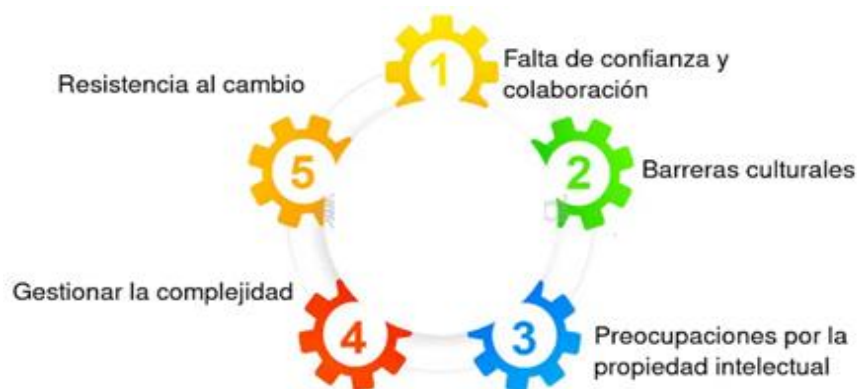 1
Falta de confianza y
colaboración
2
Barreras culturales
3
Preocupaciones por la
propiedad intelectual
4
Gestionar la complejidad
5
Resistencia al cambio